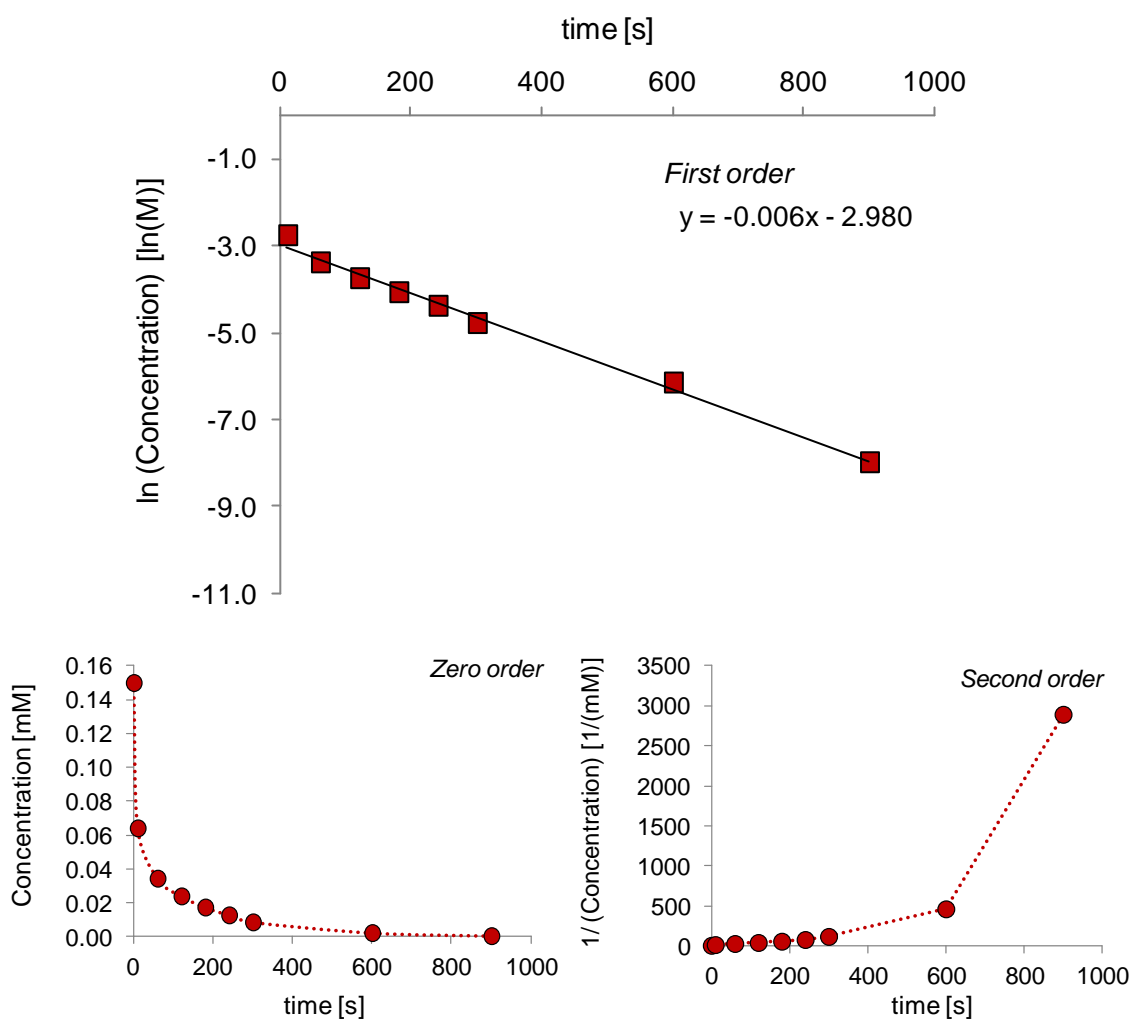 time [s]
0 200 400 600 800 1000
ln (Concentration) [ln(M)]
-1.0
-3.0
-5.0
-7.0
-9.0
-11.0
First order
y = -0.006x - 2.980
Concentration [mM]
0.16
0.14
0.12
0.10
0.08
0.06
0.04
0.02
0.00
Zero order
0 200 400 600 800 1000
time [s]
1/ (Concentration) [1/(mM)]
3500
3000
2500
2000
1500
1000
500
0
Second order
0 200 400 600 800 1000
time [s]